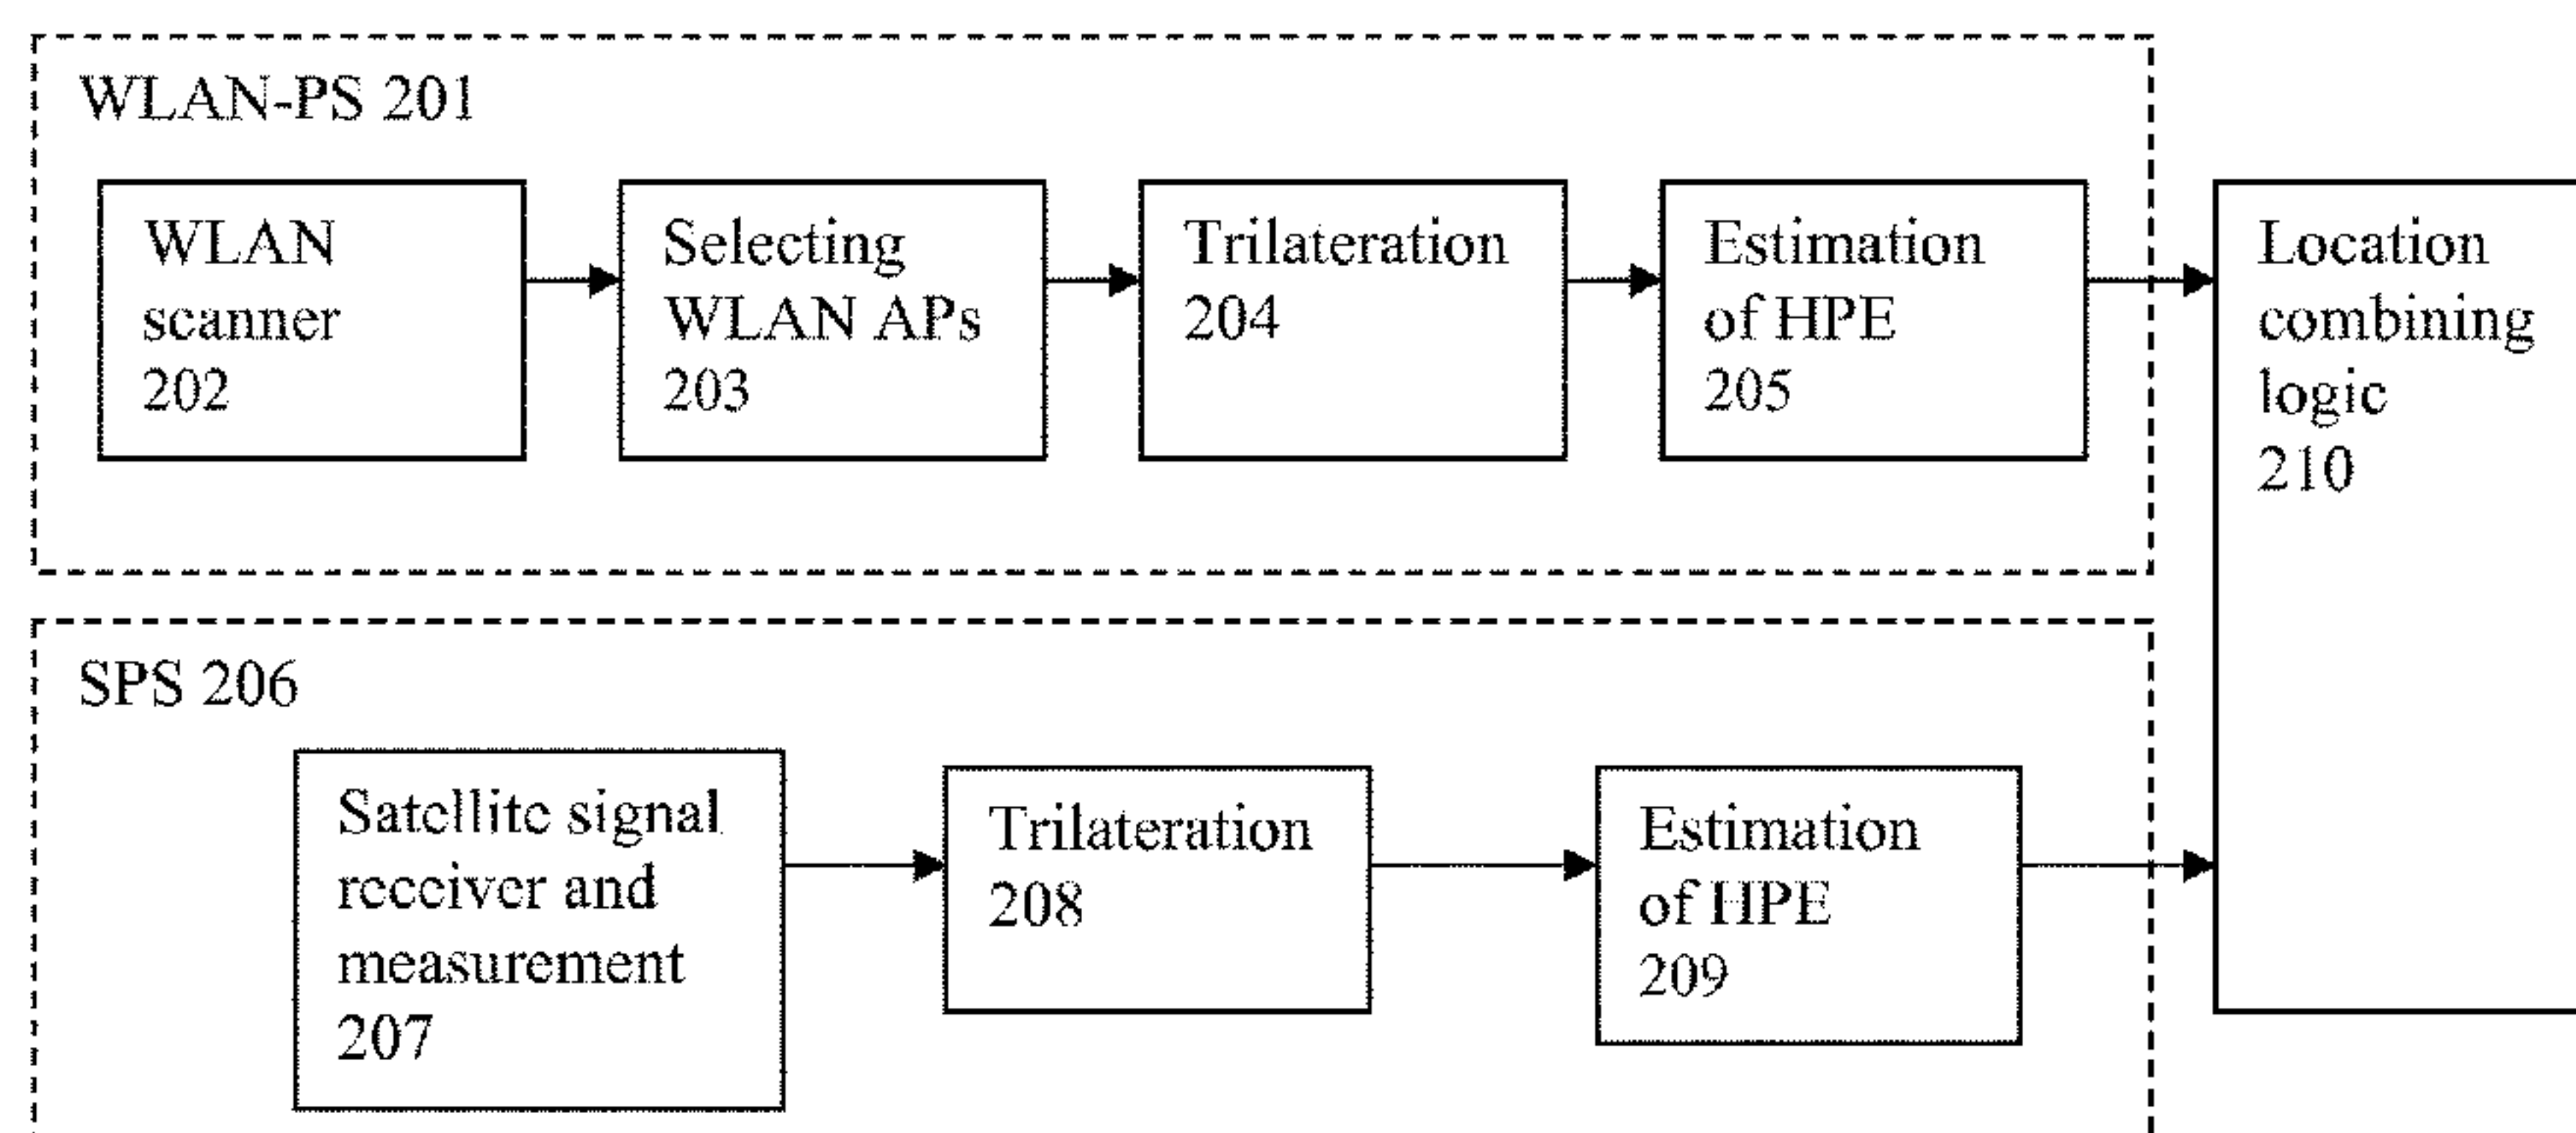 WLAN-PS 201
WLAN
scanner
202
Selecting
WLAN APs
203
Trilateration
204
Estimation
of HPE
205
Location
combining
logic
210
SPS 206
Satellite signal
receiver and
measurement
207
Trilateration
208
Estimation
of HPE
209